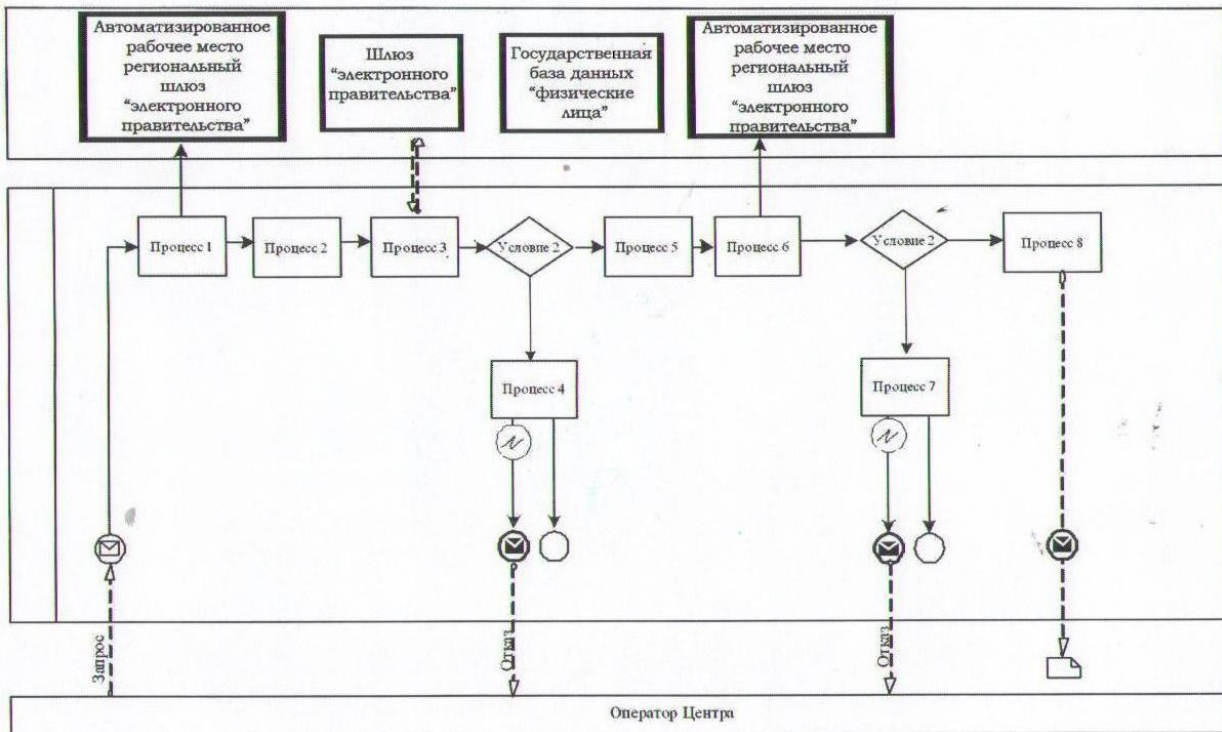 Автоматизированное
рабочее место
региональный
шлюз
“электронного
правительства”
Шлюз
“электронного
правительства”
Государственная
база данных
“физические
лица”
Автоматизированное
рабочее место
региональный
шлюз
“электронного
правительства”
Процесс 1
Процесс 2
Процесс 3
Условие 2
Процесс 5
Процесс 6
Условие 2
Процесс 8
Процесс 4
Процесс 7
Запрос
Отказ
Отказ
Оператор Центра